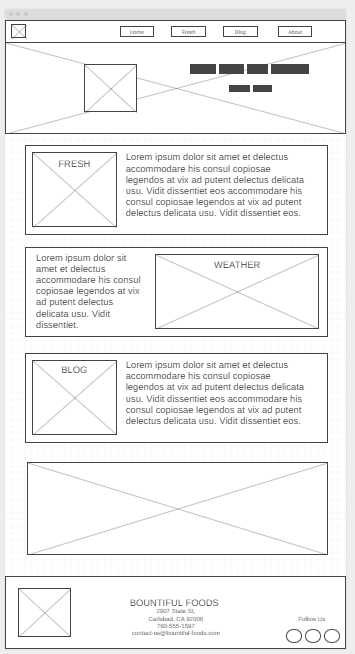 Home Fresh Blog About
FRESH
Lorem ipsum dolor sit amet et delectus
accommodare his consul copiosae
legendos at vix ad putent delectus delicata
usu. Vidit dissentiet eos accommodare his
consul copiosae legendos at vix ad putent
delectus delicata usu. Vidit dissentiet eos.
Lorem ipsum dolor sit
amet et delectus
accommodare his consul
copiosae legendos at vix
ad putent delectus
delicata usu. Vidit
dissentiet.
WEATHER
BLOG
Lorem ipsum dolor sit amet et delectus
accommodare his consul copiosae
legendos at vix ad putent delectus delicata
usu. Vidit dissentiet eos accommodare his
consul copiosae legendos at vix ad putent
delectus delicata usu. Vidit dissentiet eos.
BOUNTIFUL FOODS
2907 State St,
Carlsbad, CA 92008
760-555-1597
contact-us@bountiful-foods.com
Follow Us